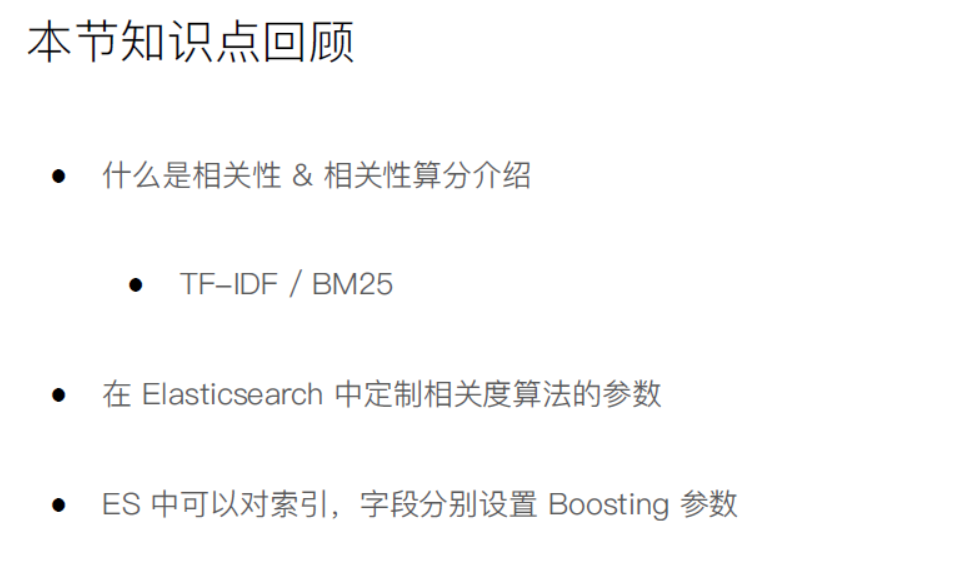 本节知识点回顾
● 什么是相关性 & 相关性算分介绍
● TF-IDF / BM25
● 在 Elasticsearch 中定制相关度算法的参数
● ES 中可以对索引，字段分别设置 Boosting 参数